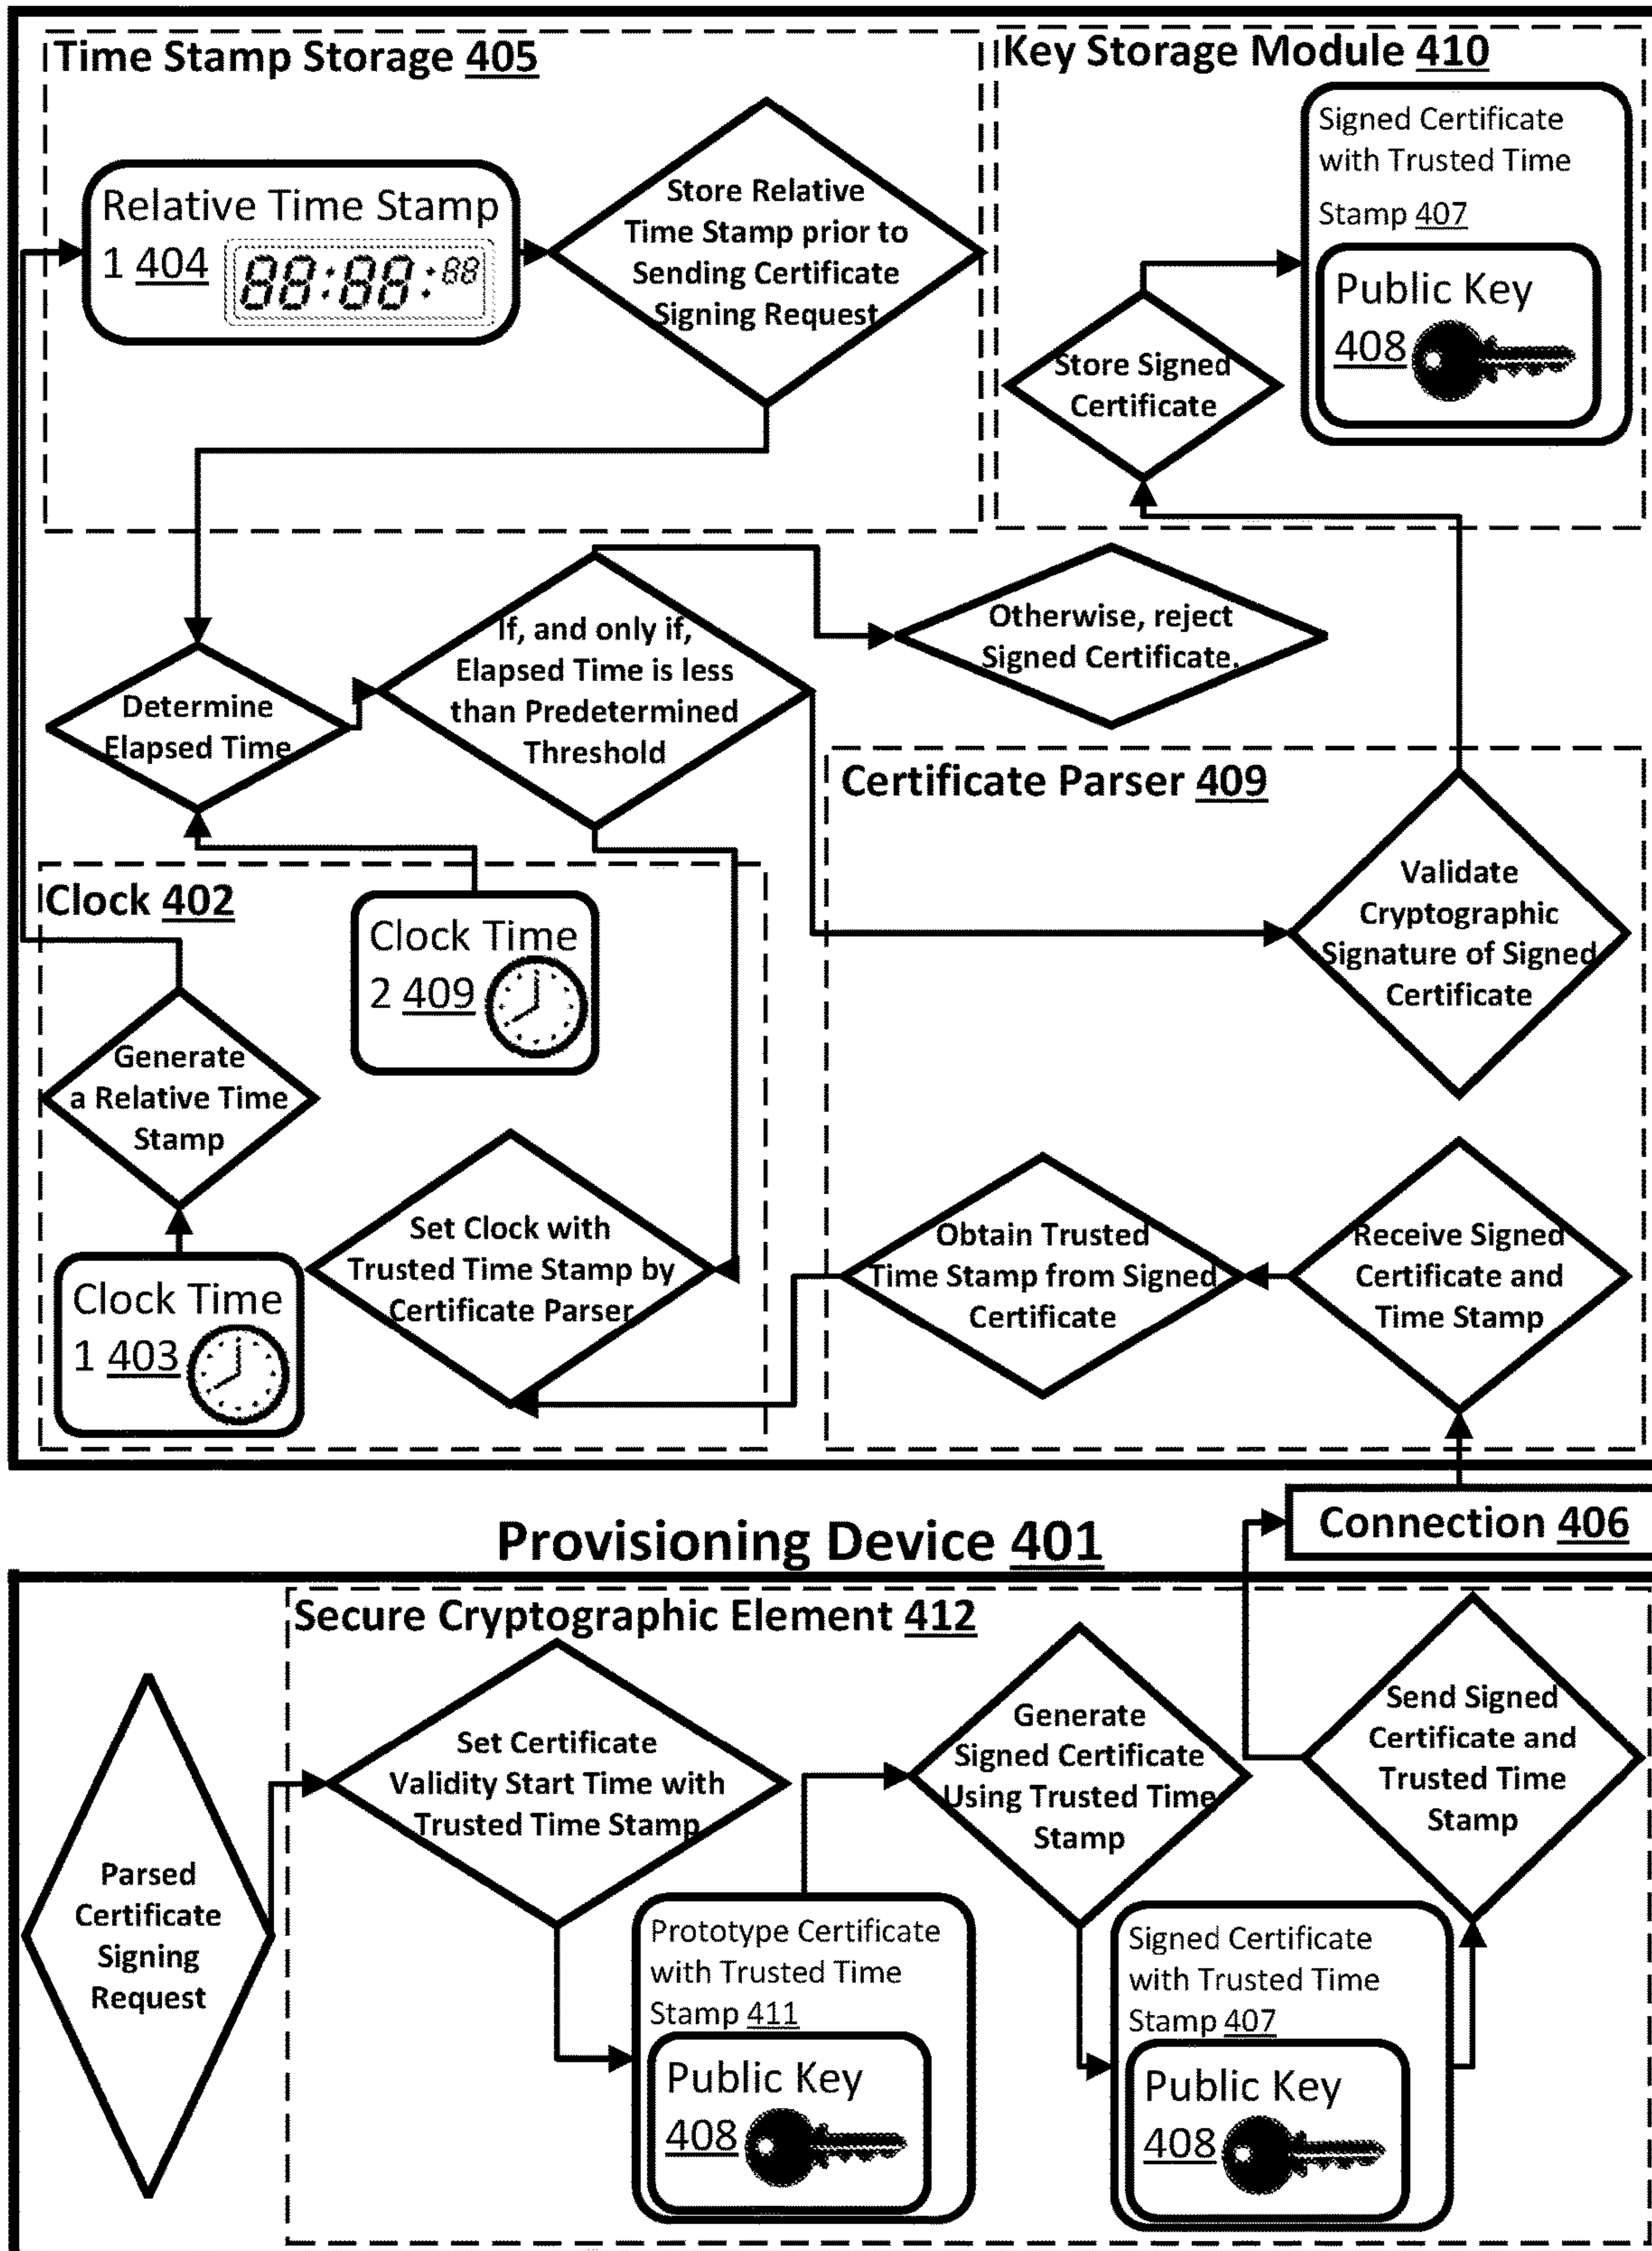 Time Stamp Storage 405
Relative Time Stamp
1 404
88:88:88
Store Relative
Time Stamp prior to
Sending Certificate
Signing Request
Key Storage Module 410
Signed Certificate
with Trusted Time
Stamp 407
Public Key
408
Store Signed
Certificate
Determine
Elapsed Time
If, and only if,
Elapsed Time is less
than Predetermined
Threshold
Otherwise, reject
Signed Certificate.
Clock 402
Clock Time
2 409
Generate
a Relative Time
Stamp
Clock Time
1 403
Set Clock with
Trusted Time Stamp by
Certificate Parser
Certificate Parser 409
Validate
Cryptographic
Signature of Signed
Certificate
Obtain Trusted
Time Stamp from Signed
Certificate
Receive Signed
Certificate and
Time Stamp
Connection 406
Provisioning Device 401
Secure Cryptographic Element 412
Parsed
Certificate
Signing
Request
Set Certificate
Validity Start Time with
Trusted Time Stamp
Prototype Certificate
with Trusted Time
Stamp 411
Public Key
408
Generate
Signed Certificate
Using Trusted Time
Stamp
Signed Certificate
with Trusted Time
Stamp 407
Public Key
408
Send Signed
Certificate and
Trusted Time
Stamp